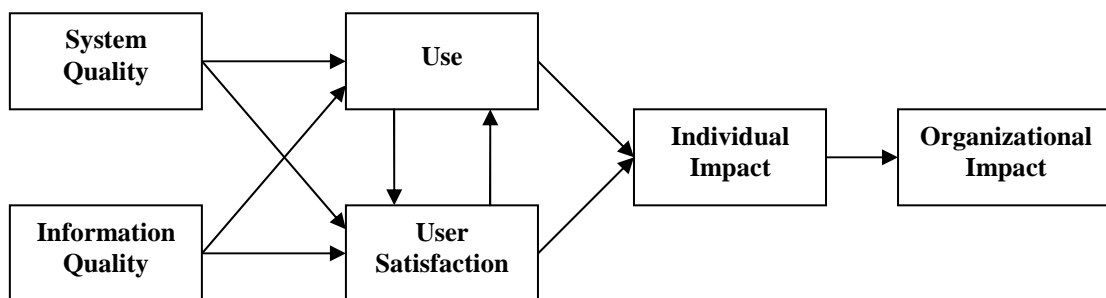 System
Quality
Use
Individual
Impact
Organizational
Impact
Information
Quality
User
Satisfaction